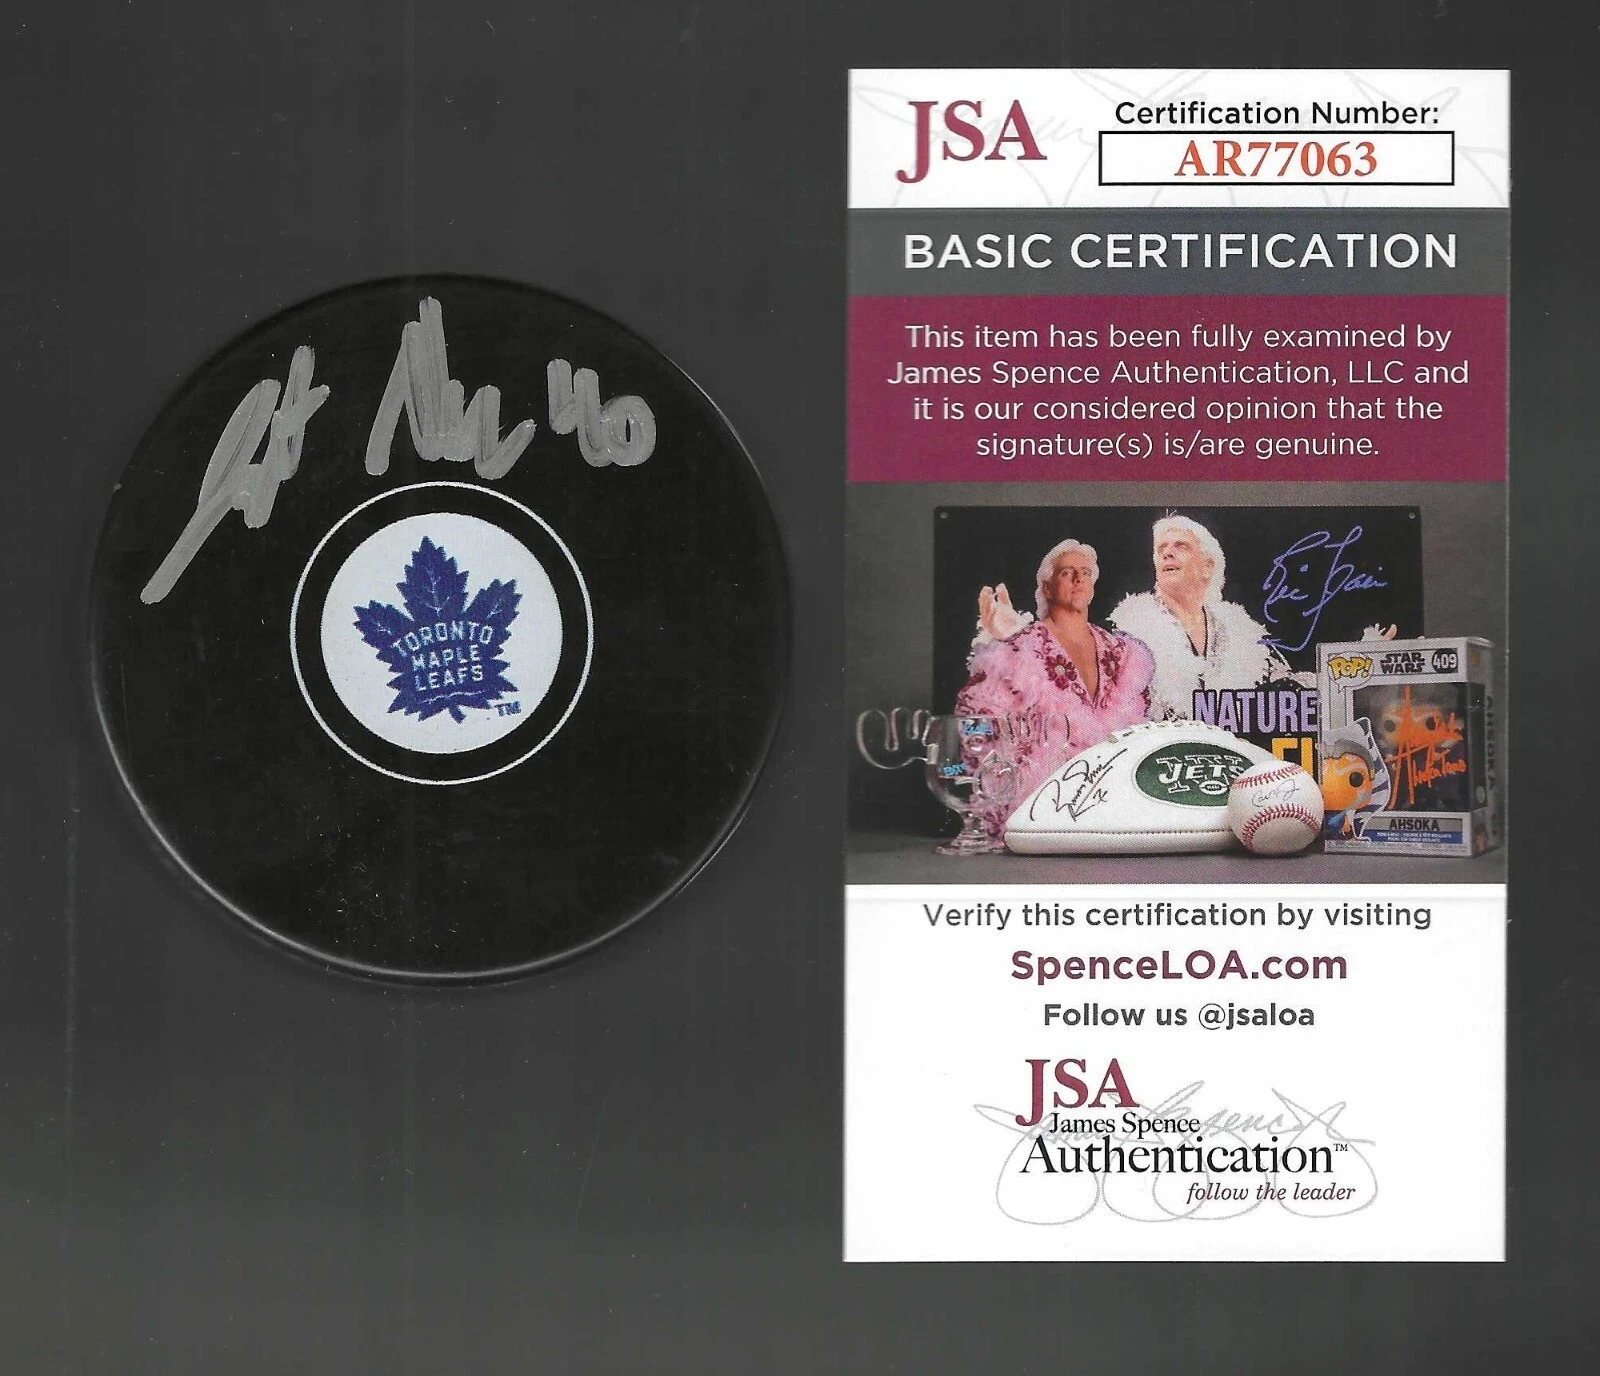 40
TORONTO
MAPLE
LEAFS
TM
JSA
Certification Number:
AR77063
BASIC CERTIFICATION
This item has been fully examined by
James Spence Authentication, LLC and
it is our considered opinion that the
signature(s) is/are genuine.
Ric Flair
NATURE
JETS
POP!
STAR
WARS
409
AHSOKA
Verify this certification by visiting
SpenceLOA.com
Follow us @jsaloa
JSA
James Spence
Authentication™
follow the leader